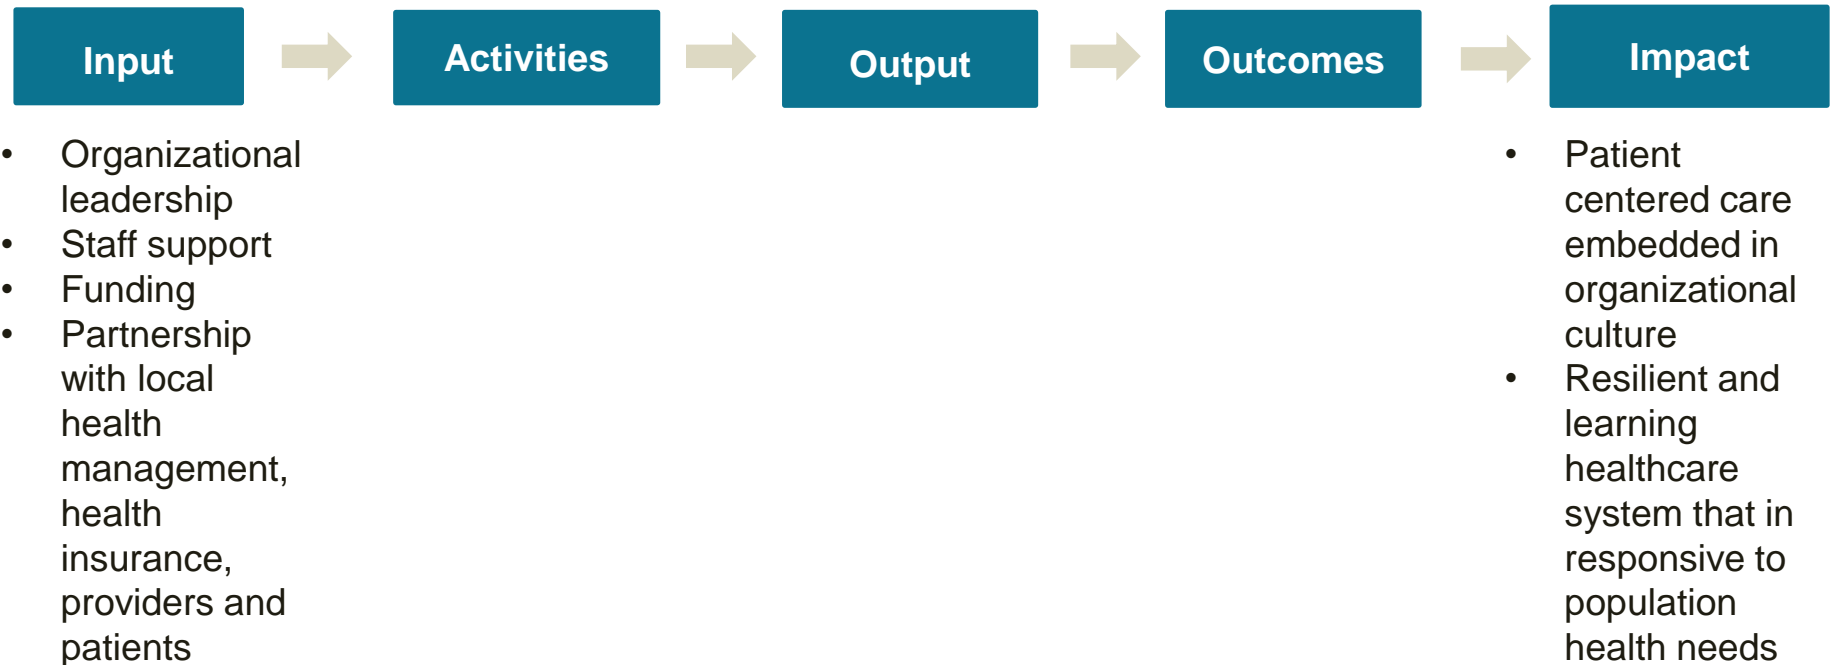 Input
Activities
Output
Outcomes
Impact
• Organizational
leadership
• Staff support
• Funding
• Partnership
with local
health
management,
health
insurance,
providers and
patients
• Patient
centered care
embedded in
organizational
culture
• Resilient and
learning
healthcare
system that in
responsive to
population
health needs